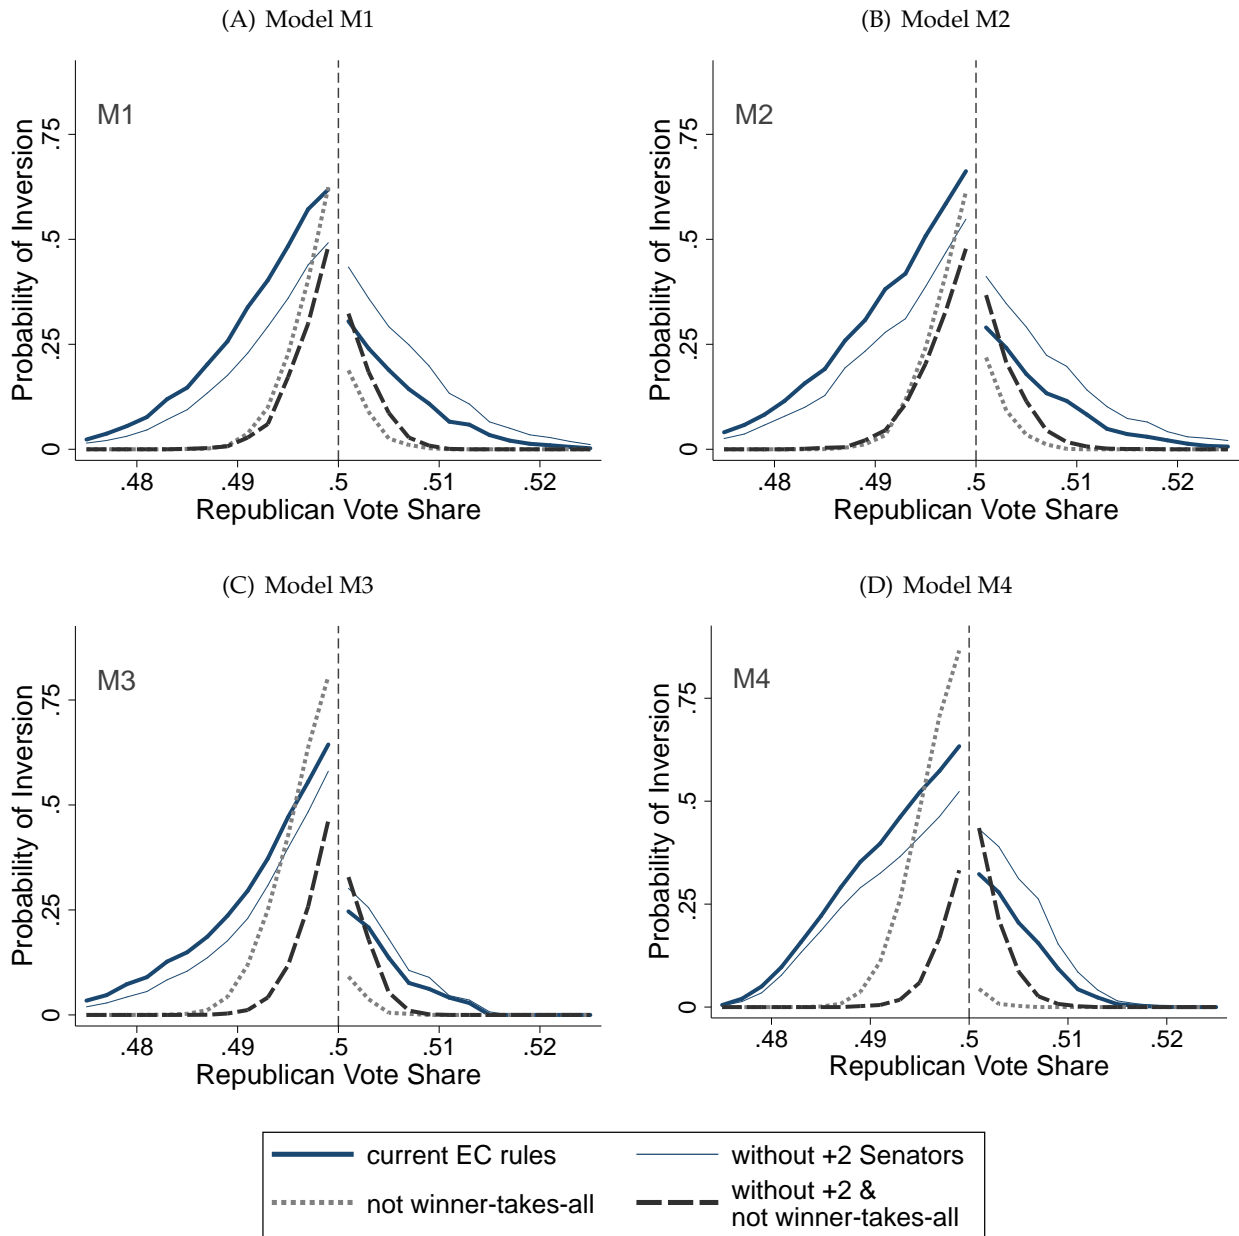 (A) Model M1
M1
Probability of Inversion
.75
.5
.25
0
.48 .49 .5 .51 .52
Republican Vote Share
(B) Model M2
M2
Probability of Inversion
.75
.5
.25
0
.48 .49 .5 .51 .52
Republican Vote Share
(C) Model M3
M3
Probability of Inversion
.75
.5
.25
0
.48 .49 .5 .51 .52
Republican Vote Share
(D) Model M4
M4
Probability of Inversion
.75
.5
.25
0
.48 .49 .5 .51 .52
Republican Vote Share
current EC rules
without +2 Senators
not winner-takes-all
without +2 &
not winner-takes-all